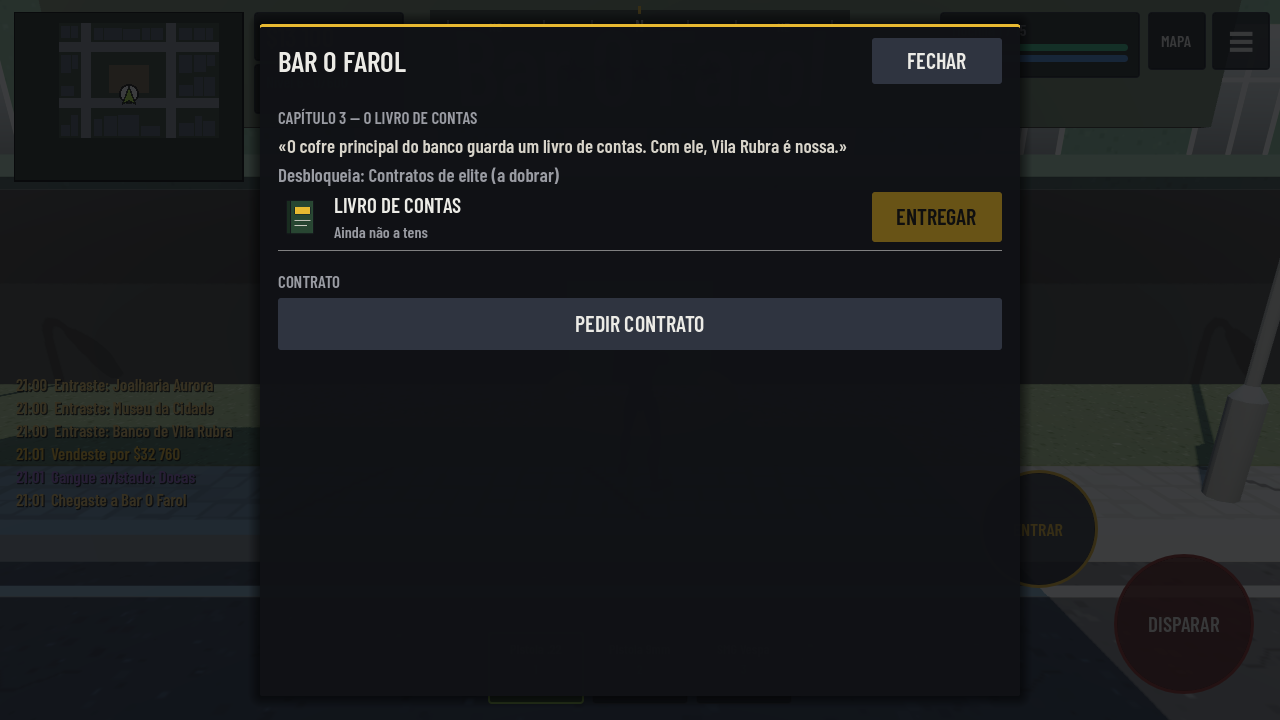 BAR O FAROL
FECHAR
MAPA
CAPÍTULO 3 — O LIVRO DE CONTAS
«O cofre principal do banco guarda um livro de contas. Com ele, Vila Rubra é nossa.»
Desbloqueia: Contratos de elite (a dobrar)
LIVRO DE CONTAS
Ainda não a tens
ENTREGAR
CONTRATO
PEDIR CONTRATO
21:00 Entraste: Joalharia Aurora
21:00 Entraste: Museu da Cidade
21:00 Entraste: Banco de Vila Rubra
21:01 Vendeste por $32 760
21:01 Gangue avistado: Docas
21:01 Chegaste a Bar O Farol
NTRAR
DISPARAR